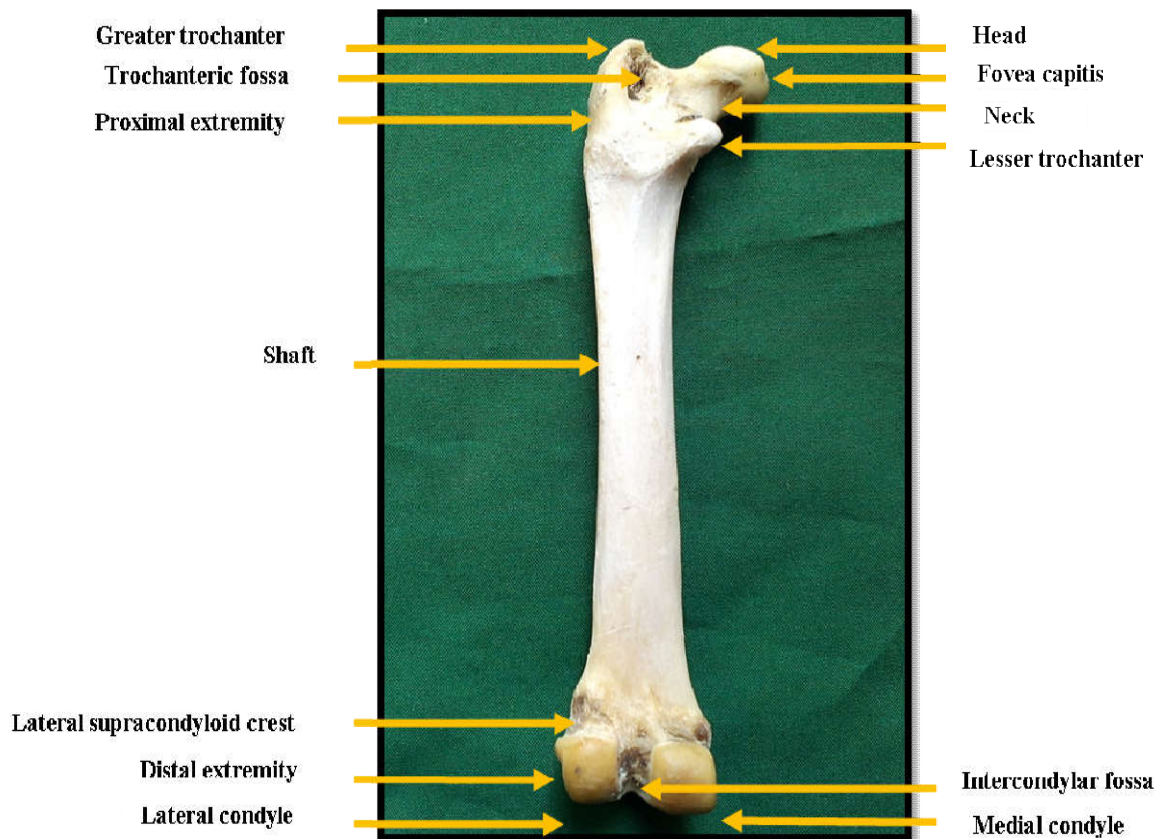 Greater trochanter
Trochanteric fossa
Proximal extremity
Shaft
Lateral supracondyloid crest
Distal extremity
Lateral condyle
Head
Fovea capitis
Neck
Lesser trochanter
Intercondylar fossa
Medial condyle